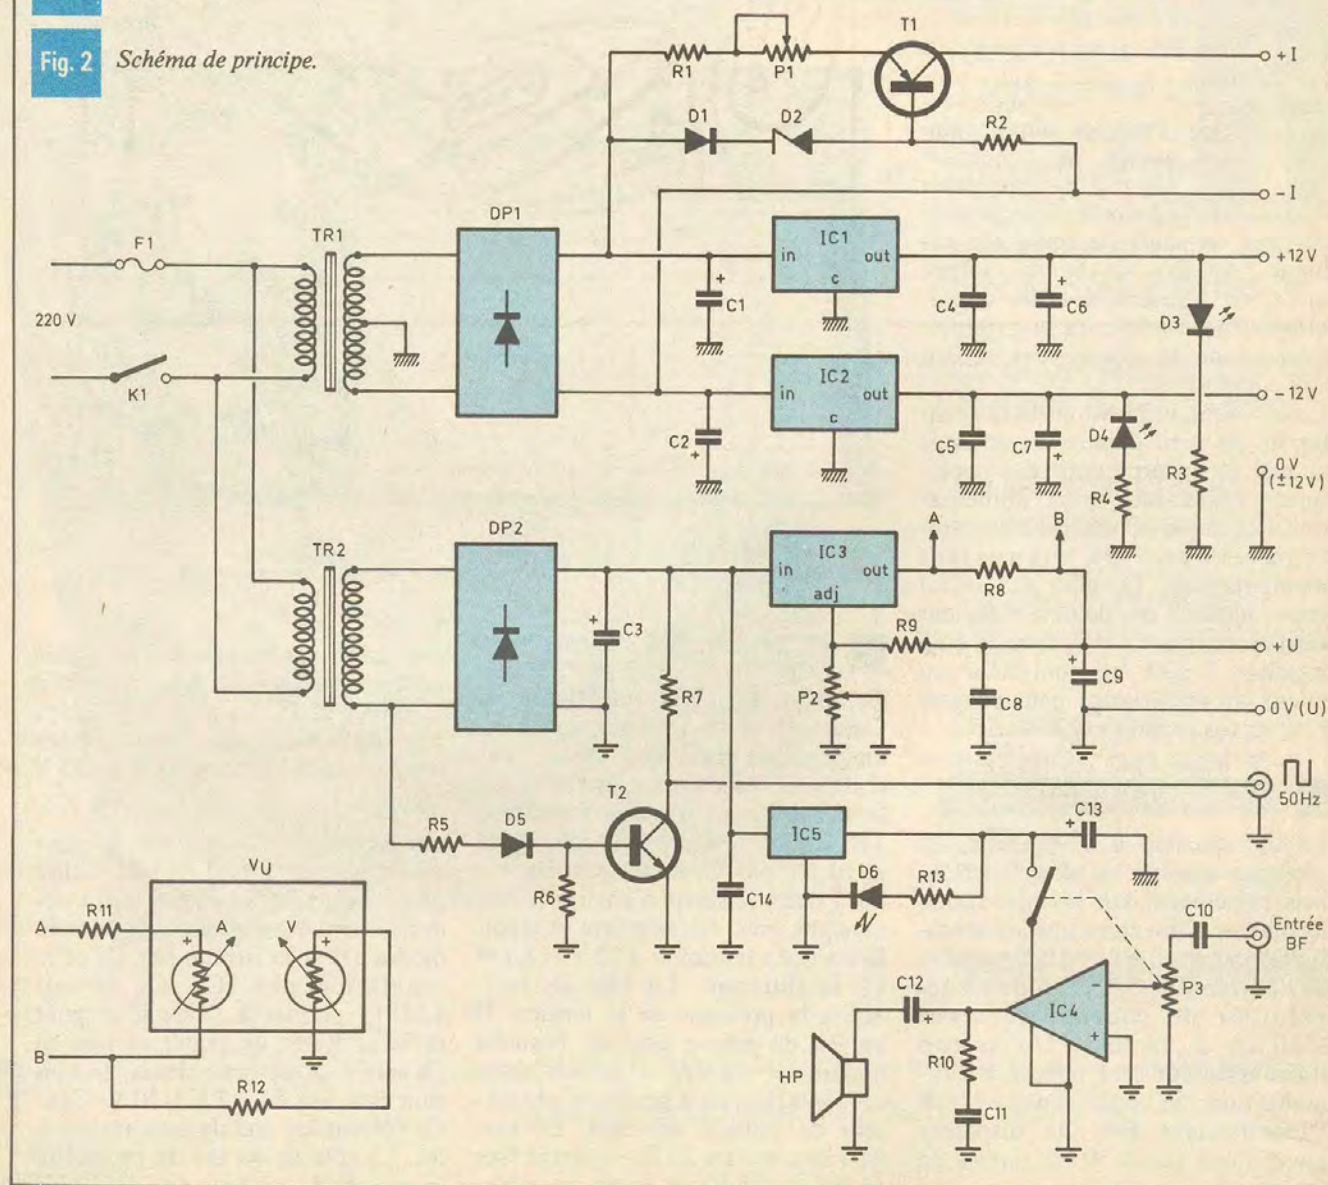 Fig. 2 Schéma de principe.
T1
R1
P1
+I
D1
D2
R2
-I
DP1
F1
TR1
IC1
in
out
c
+12V
C1
+
C4
C6
+
D3
220 V
K1
IC2
in
out
c
-12V
C2
+
C5
C7
+
D4
R4
R3
0V
(±12V)
TR2
DP2
A
B
IC3
in
out
adj
R8
C3
+
R9
+U
R7
P2
C8
C9
+
0V (U)
T2
50Hz
C13
+
R5
D5
IC5
R6
D6
R13
C14
VU
R11
A
A
V
+
+
B
R12
C10
Entrée
BF
P3
C12
+
IC4
-
+
HP
R10
C11